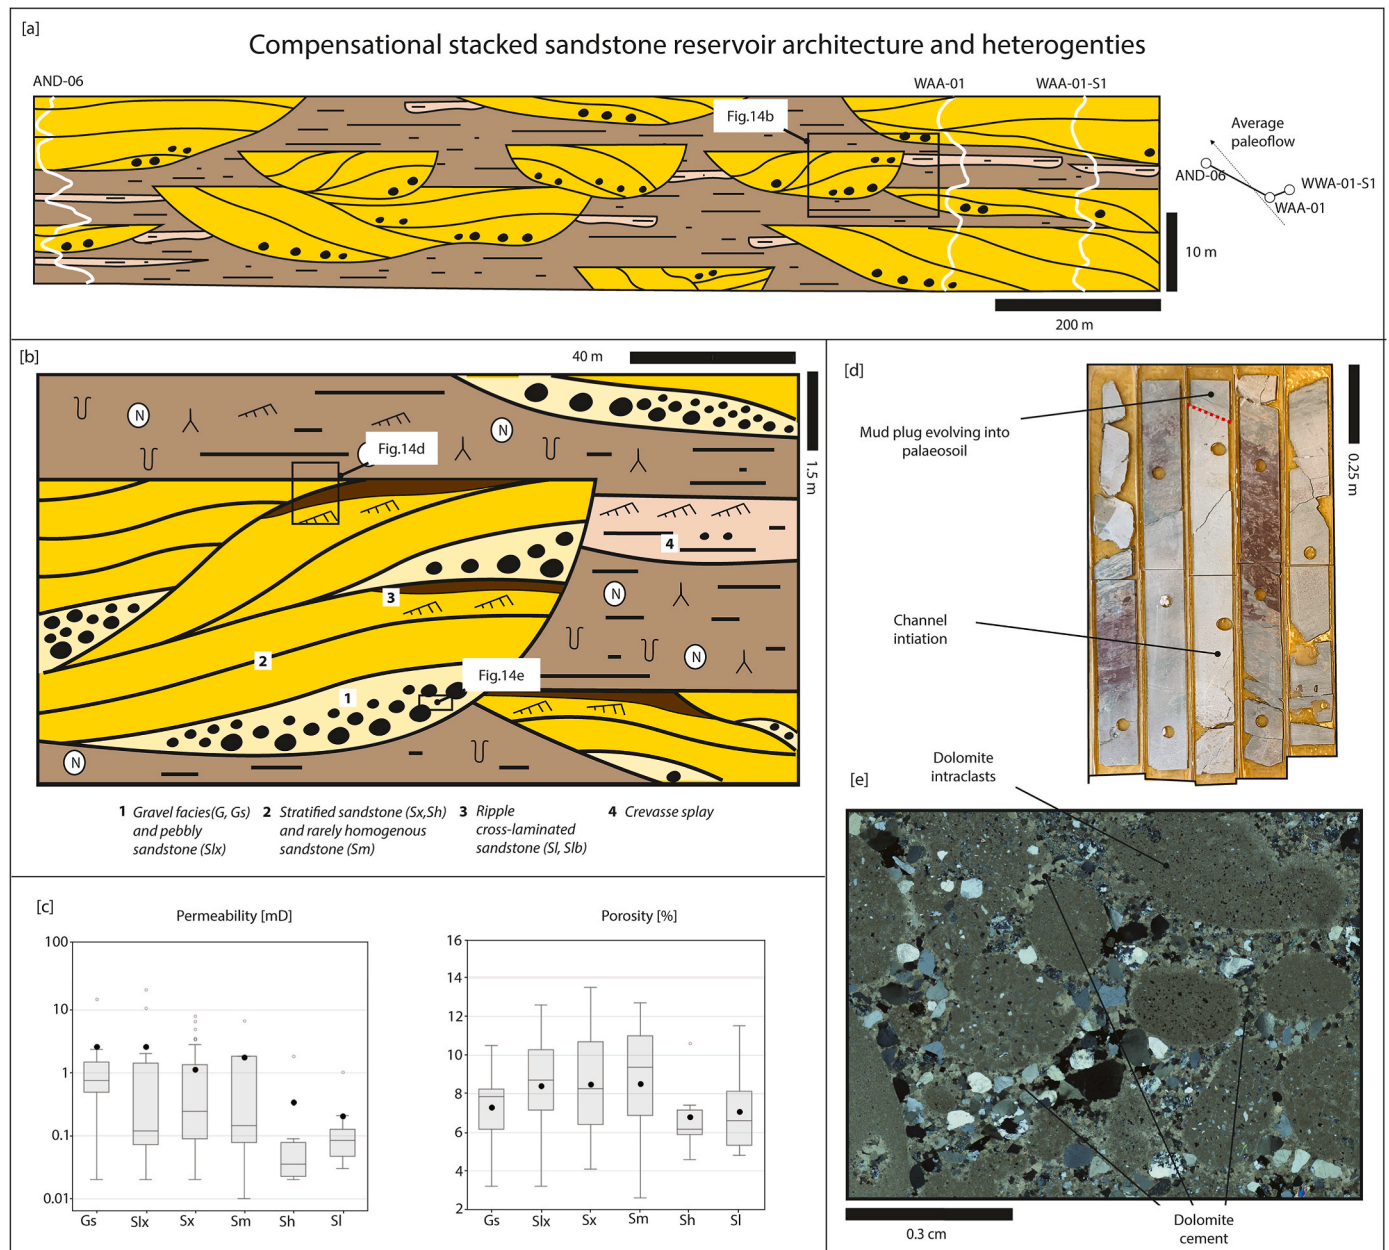 [a]
Compensational stacked sandstone reservoir architecture and heterogenties
AND-06
WAA-01
WAA-01-S1
Fig.14b
Average
paleoflow
AND-06
WWA-01-S1
WAA-01
10 m
200 m
[b]
40 m
N
N
Fig.14d
1.5 m
4
N
3
2
N
Fig.14e
1
N
1 Gravel facies(G, Gs)
and pebbly
sandstone (Slx)
2 Stratified sandstone (Sx,Sh)
and rarely homogenous
sandstone (Sm)
3 Ripple
cross-laminated
sandstone (Sl, Slb)
4 Crevasse splay
[c]
Permeability [mD]
100
10
1
0.1
0.01
Gs Slx Sx Sm Sh Sl
Porosity [%]
16
14
12
10
8
6
4
2
Gs Slx Sx Sm Sh Sl
[d]
Mud plug evolving into
palaeosoil
0.25 m
Channel
intiation
Dolomite
intraclasts
[e]
0.3 cm
Dolomite
cement